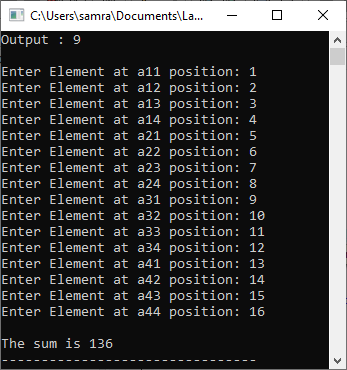 C:\Users\samra\Documents\La...
Output : 9
Enter Element at a11 position: 1
Enter Element at a12 position: 2
Enter Element at a13 position: 3
Enter Element at a14 position: 4
Enter Element at a21 position: 5
Enter Element at a22 position: 6
Enter Element at a23 position: 7
Enter Element at a24 position: 8
Enter Element at a31 position: 9
Enter Element at a32 position: 10
Enter Element at a33 position: 11
Enter Element at a34 position: 12
Enter Element at a41 position: 13
Enter Element at a42 position: 14
Enter Element at a43 position: 15
Enter Element at a44 position: 16
The sum is 136
--------------------------------